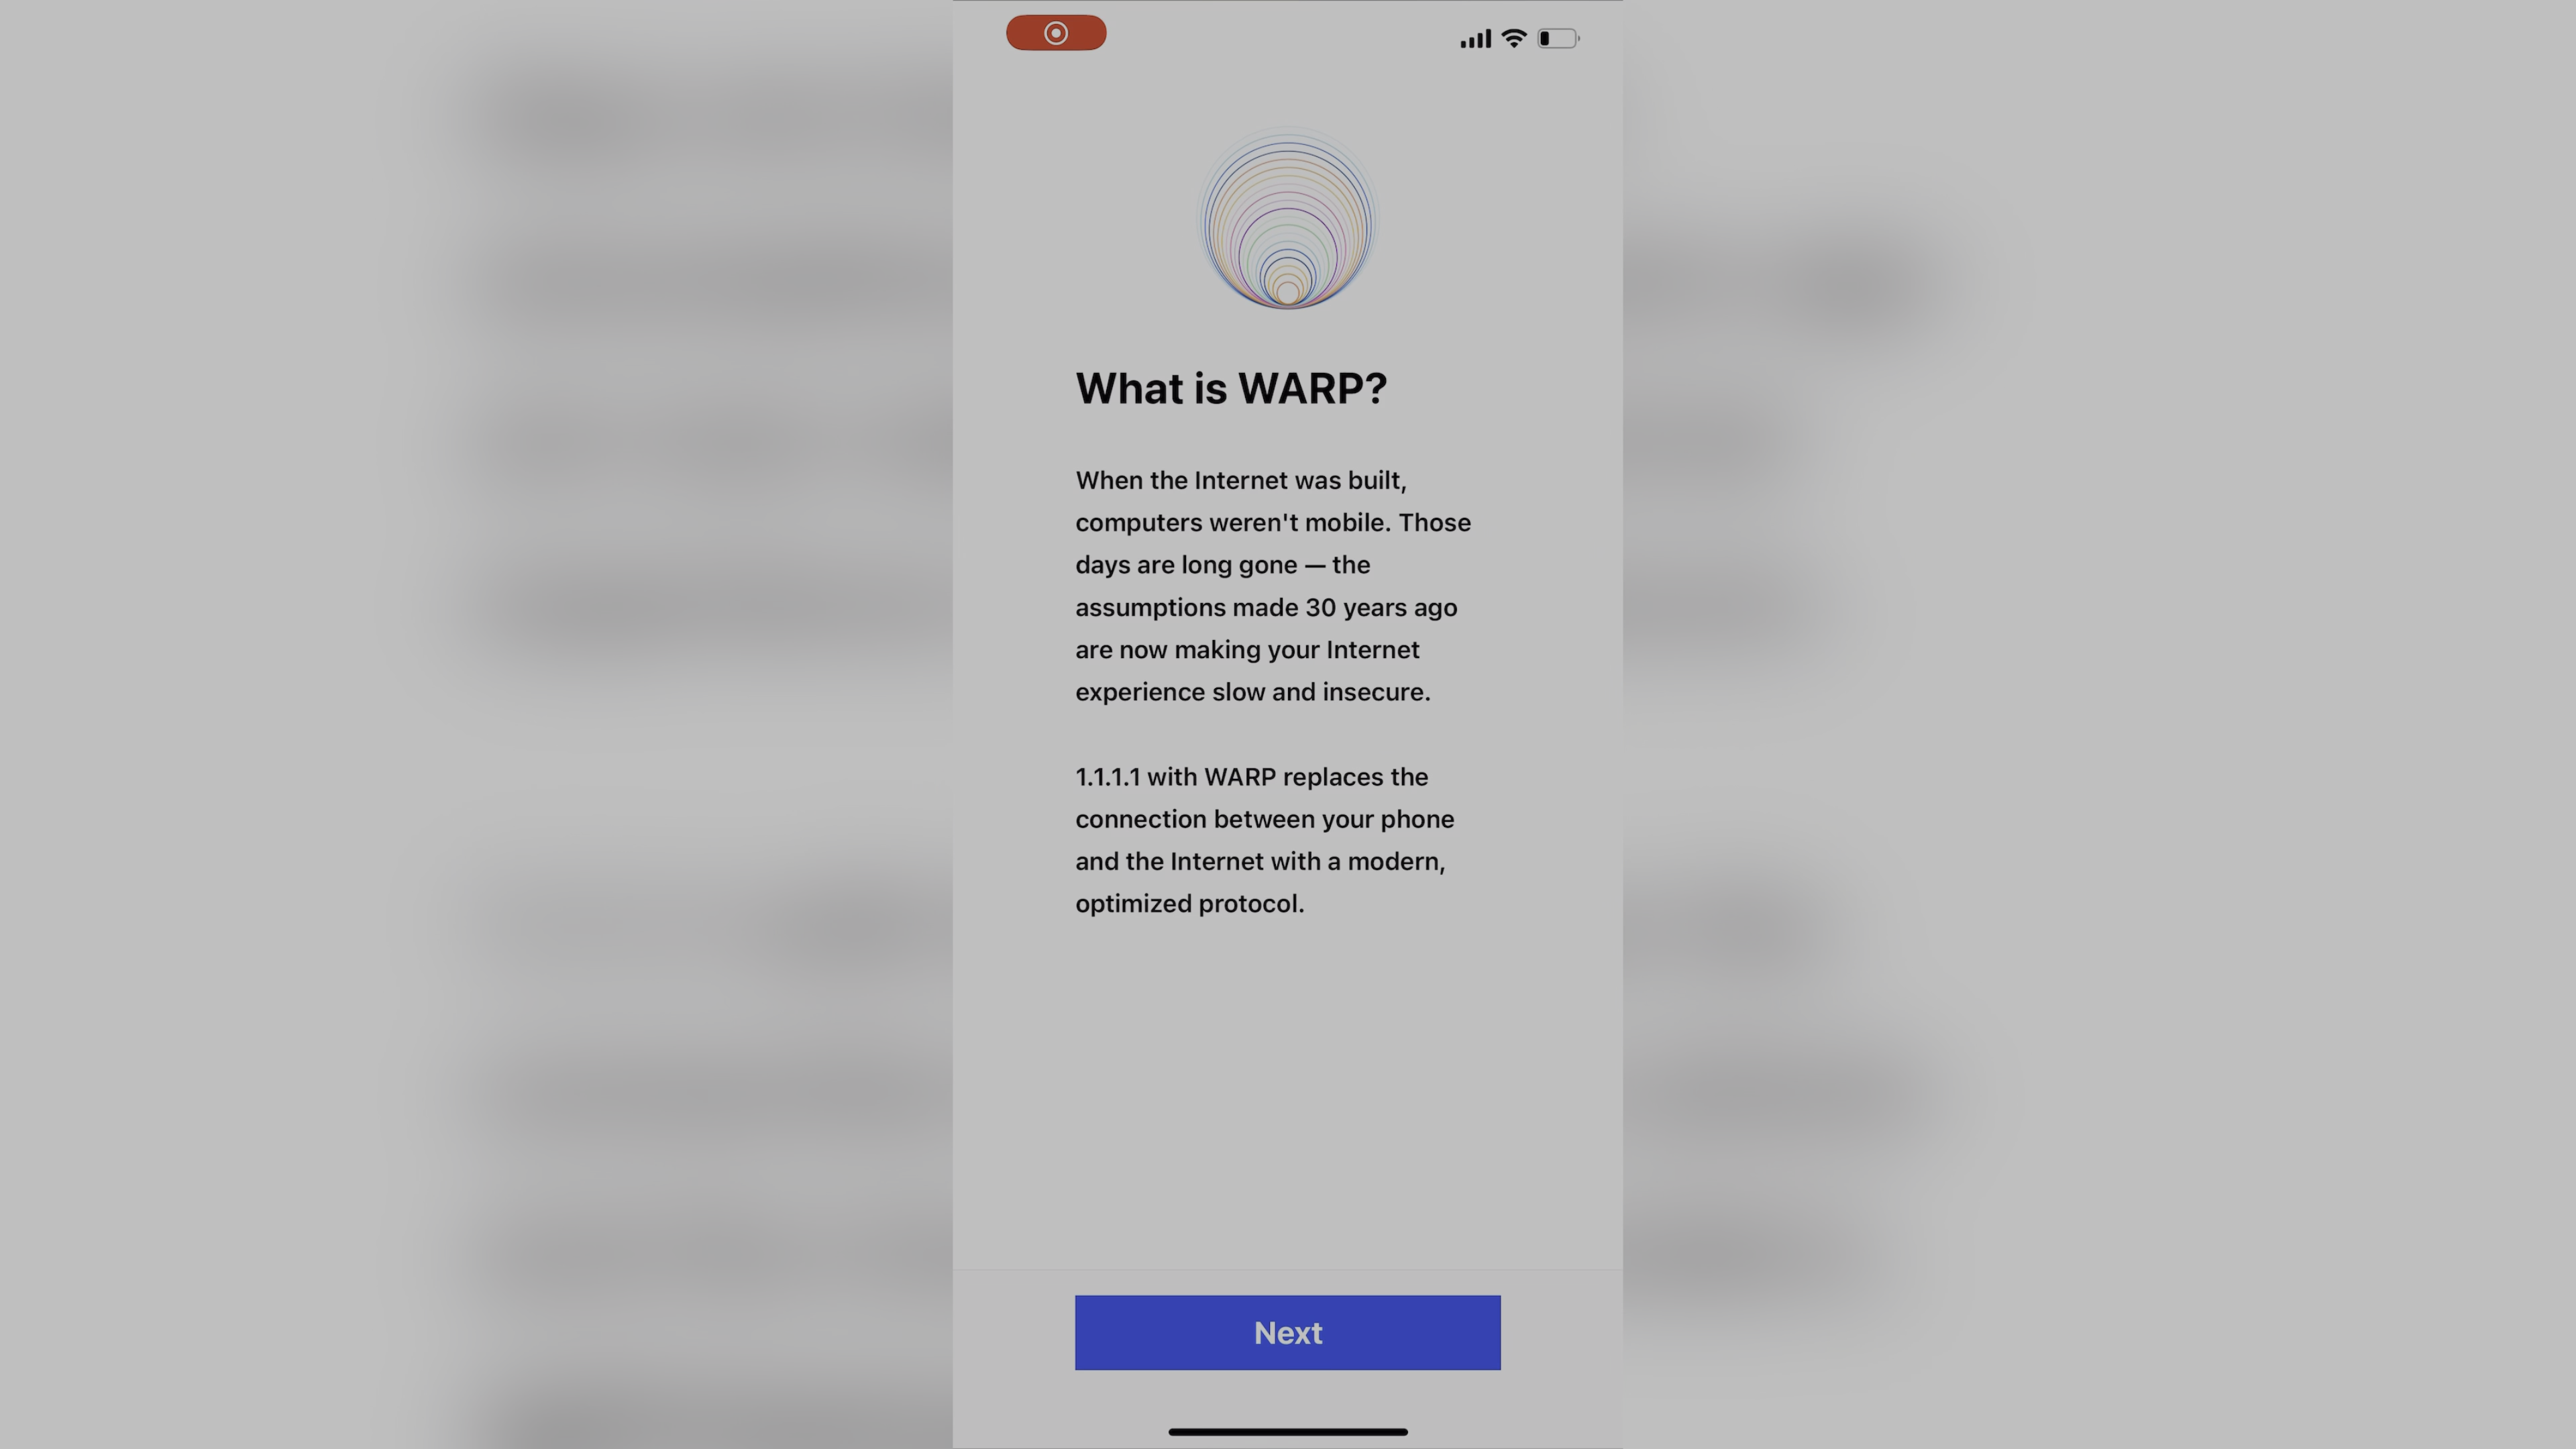 What is WARP?
When the Internet was built,
computers weren't mobile. Those
days are long gone — the
assumptions made 30 years ago
are now making your Internet
experience slow and insecure.
1.1.1.1 with WARP replaces the
connection between your phone
and the Internet with a modern,
optimized protocol.
Next